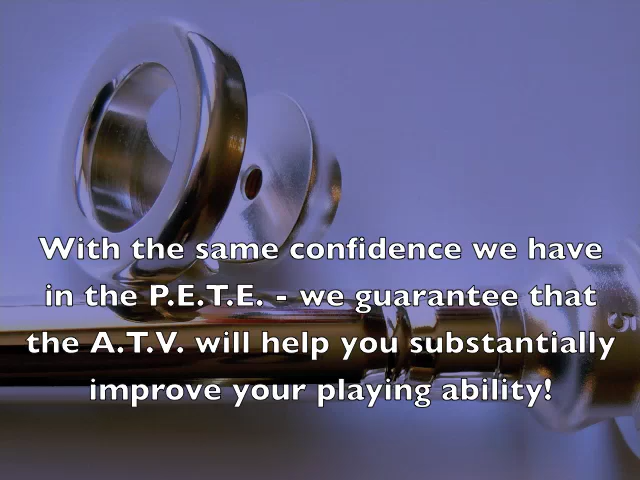 With the same confidence we have
in the P.E.T.E. - we guarantee that
the A.T.V. will help you substantially
improve your playing ability!